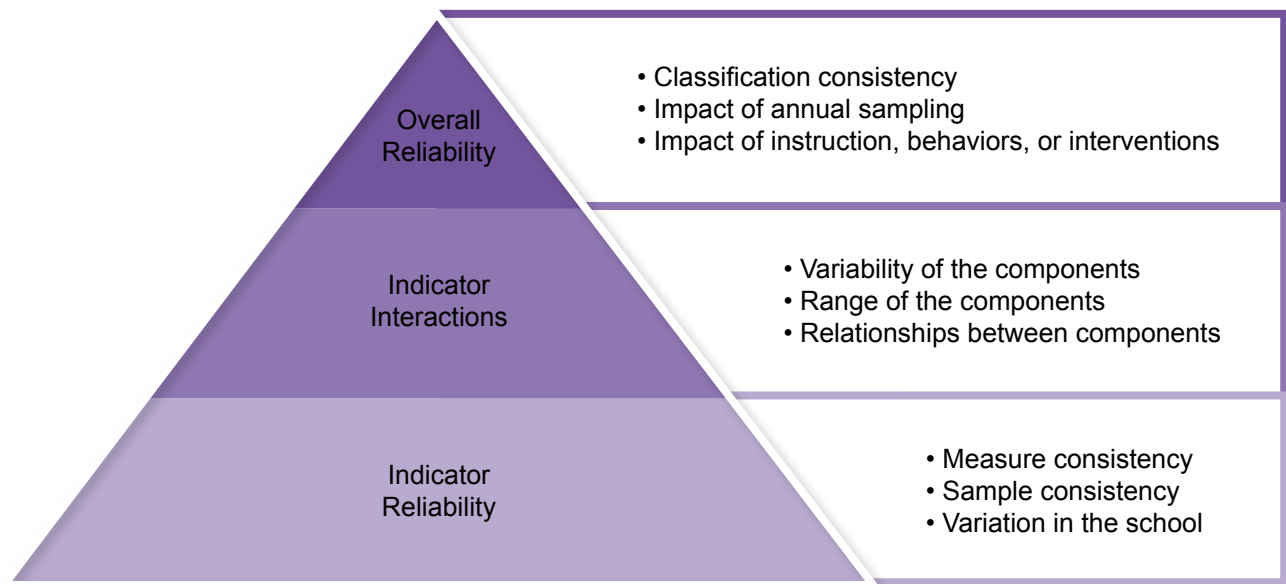 Overall
Reliability
• Classification consistency
• Impact of annual sampling
• Impact of instruction, behaviors, or interventions
Indicator
Interactions
• Variability of the components
• Range of the components
• Relationships between components
Indicator
Reliability
• Measure consistency
• Sample consistency
• Variation in the school